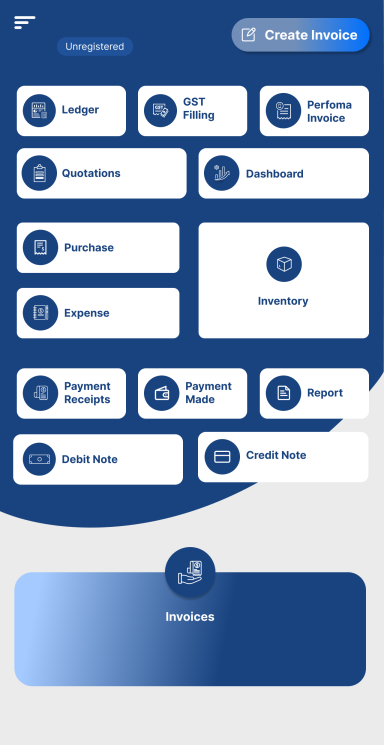 Create Invoice
Unregistered
Ledger
GST
Filling
Perfoma
Invoice
Quotations
Dashboard
Purchase
Expense
Inventory
Payment
Receipts
Payment
Made
Report
Debit Note
Credit Note
Invoices